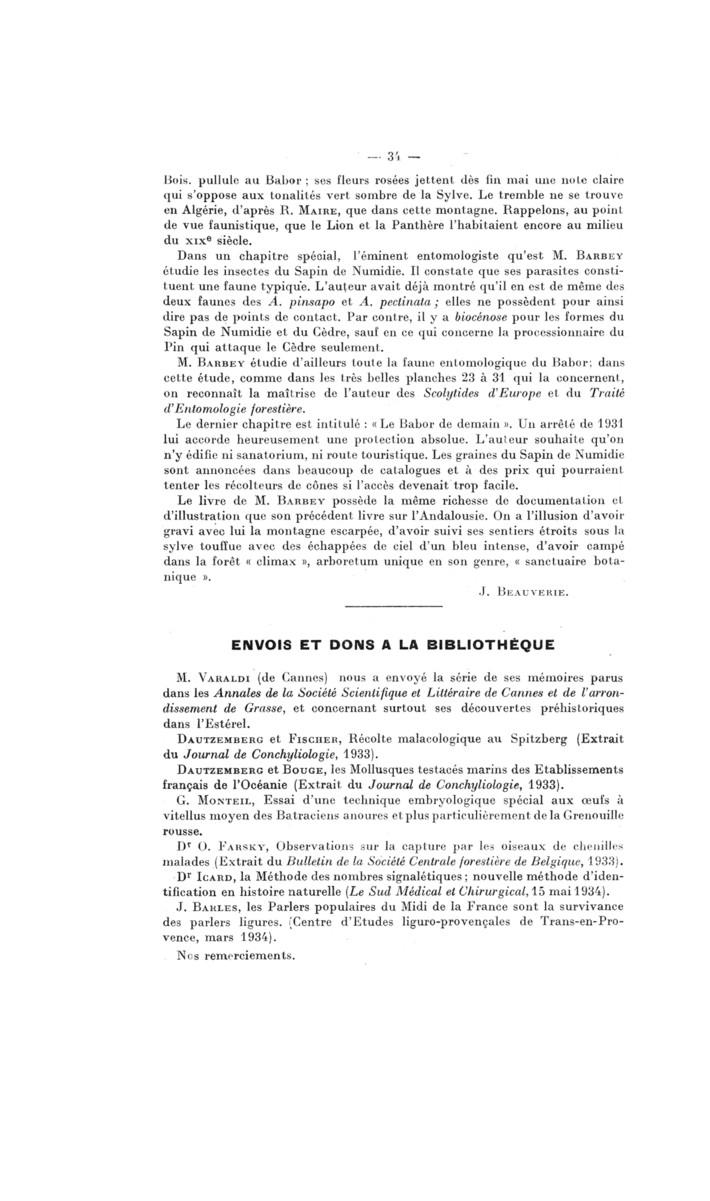 — 34 —
Bois. pullule au Babor ; ses fleurs rosées jettent dès fin mai une note claire
qui s'oppose aux tonalités vert sombre de la Sylve. Le tremble ne se trouve
en Algérie, d'après R. MAIRE, que dans cette montagne. Rappelons, au point
de vue faunistique, que le Lion et la Panthère l'habitaient encore au milieu
du XIXe siècle.
Dans un chapitre spécial, l'éminent entomologiste qu'est M. BARBEY
étudie les insectes du Sapin de Numidie. Il constate que ses parasites consti-
tuent une faune typique. L'auteur avait déjà montré qu'il en est de même des
deux faunes des A. pinsapo et A. pectinata ; elles ne possèdent pour ainsi
dire pas de points de contact. Par contre, il y a biocénose pour les formes du
Sapin de Numidie et du Cèdre, sauf en ce qui concerne la processionnaire du
Pin qui attaque le Cèdre seulement.
M. BARBEY étudie d'ailleurs toute la faune entomologique du Babor; dans
cette étude, comme dans les très belles planches 23 à 31 qui la concernent,
on reconnaît la maîtrise de l'auteur des Scolytides d'Europe et du Traité
d'Entomologie forestière.
Le dernier chapitre est intitulé : « Le Babor de demain ». Un arrêté de 1931
lui accorde heureusement une protection absolue. L'auteur souhaite qu'on
n'y édifie ni sanatorium, ni route touristique. Les graines du Sapin de Numidie
sont annoncées dans beaucoup de catalogues et à des prix qui pourraient
tenter les récolteurs de cônes si l'accès devenait trop facile.
Le livre de M. BARBEY possède la même richesse de documentation et
d'illustration que son précédent livre sur l'Andalousie. On a l'illusion d'avoir
gravi avec lui la montagne escarpée, d'avoir suivi ses sentiers étroits sous la
sylve touffue avec des échappées de ciel d'un bleu intense, d'avoir campé
dans la forêt « climax », arboretum unique en son genre, « sanctuaire bota-
nique ».
J. BEAUVERIE.
ENVOIS ET DONS A LA BIBLIOTHÈQUE
M. VARALDI (de Cannes) nous a envoyé la série de ses mémoires parus
dans les Annales de la Société Scientifique et Littéraire de Cannes et de l'arron-
dissement de Grasse, et concernant surtout ses découvertes préhistoriques
dans l'Estérel.
DAUTZEMBERG et FISCHER, Récolte malacologique au Spitzberg (Extrait
du Journal de Conchyliologie, 1933).
DAUTZEMBERG et BOUGE, les Mollusques testacés marins des Etablissements
français de l'Océanie (Extrait du Journal de Conchyliologie, 1933).
G. MONTEIL, Essai d'une technique embryologique spécial aux œufs à
vitellus moyen des Batraciens anoures et plus particulièrement de la Grenouille
rousse.
Dr O. FARSKY, Observations sur la capture par les oiseaux de chenilles
malades (Extrait du Bulletin de la Société Centrale forestière de Belgique, 1933).
Dr ICARD, la Méthode des nombres signalétiques ; nouvelle méthode d'iden-
tification en histoire naturelle (Le Sud Médical et Chirurgical, 15 mai 1934).
J. BARLES, les Parlers populaires du Midi de la France sont la survivance
des parlers ligures. (Centre d'Etudes liguro-provençales de Trans-en-Pro-
vence, mars 1934).
Nos remerciements.